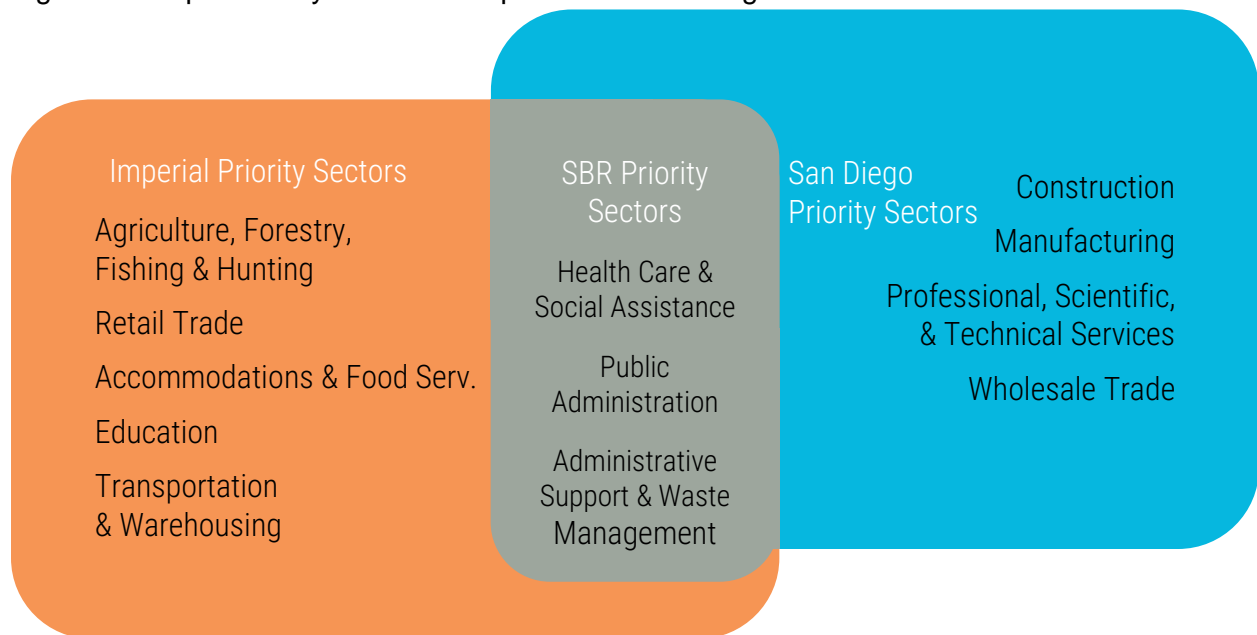 Imperial Priority Sectors
Agriculture, Forestry,
Fishing & Hunting
Retail Trade
Accommodations & Food Serv.
Education
Transportation
& Warehousing
SBR Priority
Sectors
Health Care &
Social Assistance
Public
Administration
Administrative
Support & Waste
Management
San Diego
Priority Sectors
Construction
Manufacturing
Professional, Scientific,
& Technical Services
Wholesale Trade